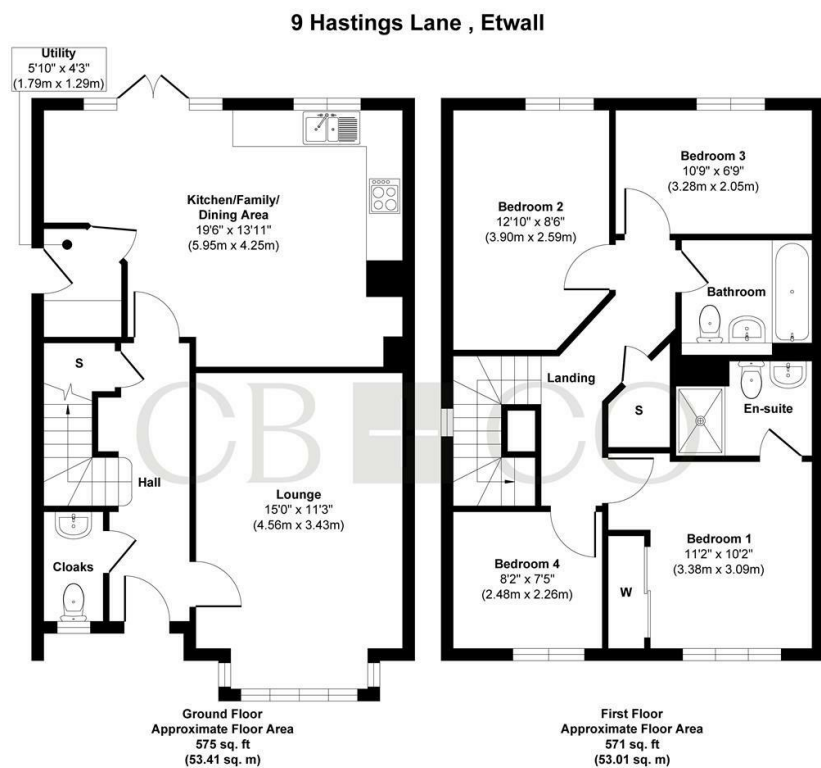 9 Hastings Lane , Etwall
Utility
5'10" x 4'3"
(1.79m x 1.29m)
Kitchen/Family/
Dining Area
19'6" x 13'11"
(5.95m x 4.25m)
S
Hall
Lounge
15'0" x 11'3"
(4.56m x 3.43m)
Cloaks
Ground Floor
Approximate Floor Area
575 sq. ft
(53.41 sq. m)
Bedroom 2
12'10" x 8'6"
(3.90m x 2.59m)
Bedroom 3
10'9" x 6'9"
(3.28m x 2.05m)
Bathroom
Landing
S
En-suite
Bedroom 1
11'2" x 10'2"
(3.38m x 3.09m)
W
Bedroom 4
8'2" x 7'5"
(2.48m x 2.26m)
First Floor
Approximate Floor Area
571 sq. ft
(53.01 sq. m)
CB+CO